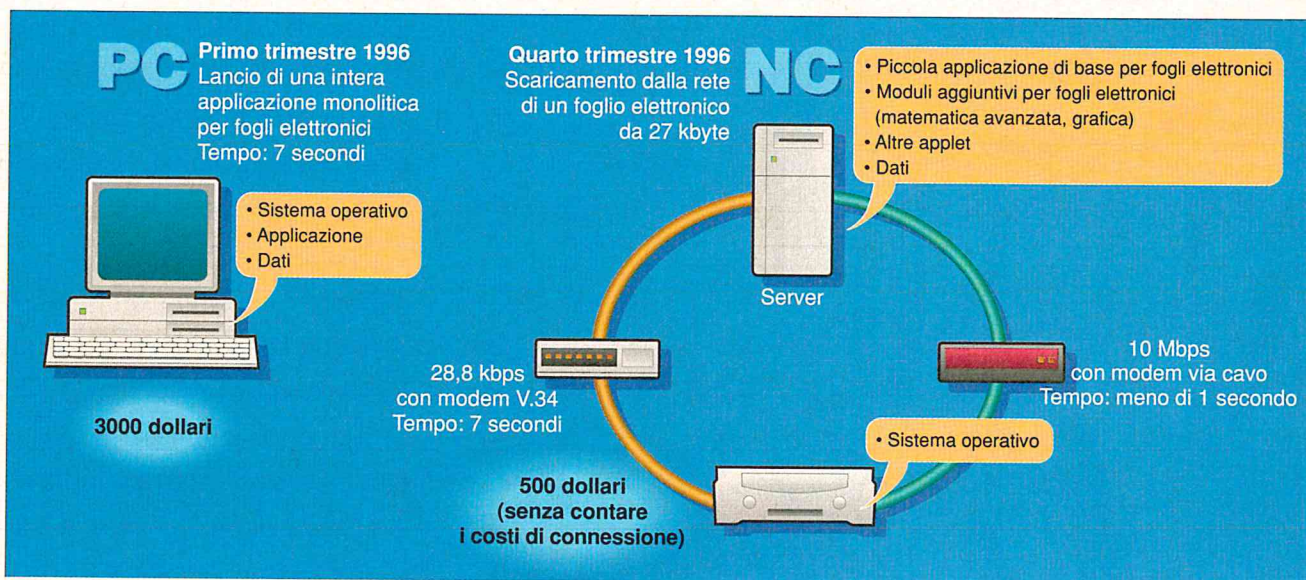 PC
Primo trimestre 1996
Lancio di una intera
applicazione monolitica
per fogli elettronici
Tempo: 7 secondi
• Sistema operativo
• Applicazione
• Dati
3000 dollari
Quarto trimestre 1996
Scaricamento dalla rete
di un foglio elettronico
da 27 kbyte
NC
• Piccola applicazione di base per fogli elettronici
• Moduli aggiuntivi per fogli elettronici
(matematica avanzata, grafica)
• Altre applet
• Dati
Server
28,8 kbps
con modem V.34
Tempo: 7 secondi
10 Mbps
con modem via cavo
Tempo: meno di 1 secondo
• Sistema operativo
500 dollari
(senza contare
i costi di connessione)